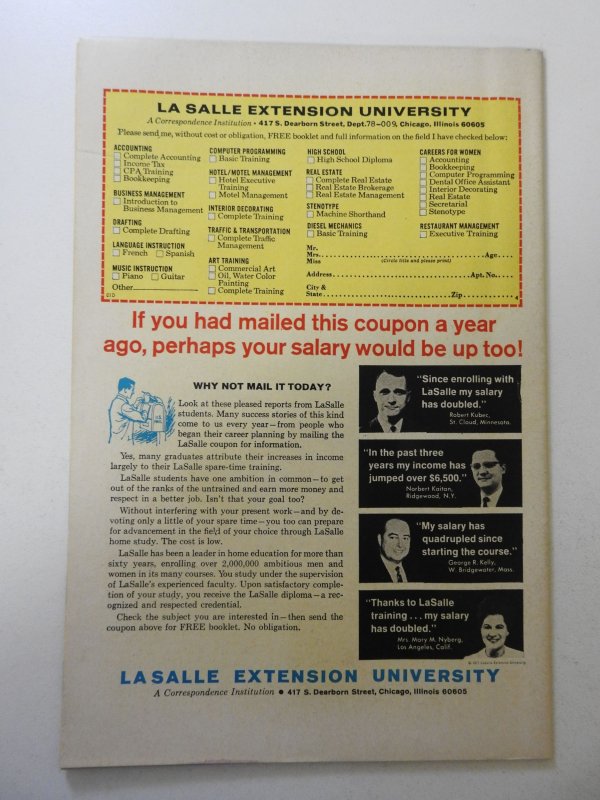 LA SALLE EXTENSION UNIVERSITY
A Correspondence Institution • 417 S. Dearborn Street, Dept.78-009, Chicago, Illinois 60605
Please send me, without cost or obligation, FREE booklet and full information on the field I have checked below:
ACCOUNTING
Complete Accounting
Income Tax
CPA Training
Bookkeeping
BUSINESS MANAGEMENT
Introduction to
Business Management
DRAFTING
Complete Drafting
LANGUAGE INSTRUCTION
French Spanish
MUSIC INSTRUCTION
Piano Guitar
Other
010
COMPUTER PROGRAMMING
Basic Training
HOTEL/MOTEL MANAGEMENT
Hotel Executive
Training
Motel Management
INTERIOR DECORATING
Complete Training
TRAFFIC & TRANSPORTATION
Complete Traffic
Management
ART TRAINING
Commercial Art
Oil, Water Color
Painting
Complete Training
HIGH SCHOOL
High School Diploma
REAL ESTATE
Complete Real Estate
Real Estate Brokerage
Real Estate Management
STENOTYPE
Machine Shorthand
DIESEL MECHANICS
Basic Training
CAREERS FOR WOMEN
Accounting
Bookkeeping
Computer Programming
Dental Office Assistant
Interior Decorating
Real Estate
Secretarial
Stenotype
RESTAURANT MANAGEMENT
Executive Training
Mr.
Mrs. Age
Miss (Circle title and please print)
Address Apt. No.
City &
State Zip 4
If you had mailed this coupon a year
ago, perhaps your salary would be up too!
WHY NOT MAIL IT TODAY?
Look at these pleased reports from LaSalle
students. Many success stories of this kind
come to us every year—from people who
began their career planning by mailing the
LaSalle coupon for information.
Yes, many graduates attribute their increases in income
largely to their LaSalle spare-time training.
LaSalle students have one ambition in common—to get
out of the ranks of the untrained and earn more money and
respect in a better job. Isn't that your goal too?
Without interfering with your present work—and by de-
voting only a little of your spare time—you too can prepare
for advancement in the field of your choice through LaSalle
home study. The cost is low.
LaSalle has been a leader in home education for more than
sixty years, enrolling over 2,000,000 ambitious men and
women in its many courses. You study under the supervision
of LaSalle's experienced faculty. Upon satisfactory comple-
tion of your study, you receive the LaSalle diploma—a rec-
ognized and respected credential.
Check the subject you are interested in—then send the
coupon above for FREE booklet. No obligation.
"Since enrolling with
LaSalle my salary
has doubled."
Robert Kubec,
St. Cloud, Minnesota.
"In the past three
years my income has
jumped over $6,500."
Norbert Kaitan,
Ridgewood, N.Y.
"My salary has
quadrupled since
starting the course."
George R. Kelly,
W. Bridgewater, Mass.
"Thanks to LaSalle
training . . . my salary
has doubled."
Mrs. Mary M. Nyberg,
Los Angeles, Calif.
LA SALLE EXTENSION UNIVERSITY
A Correspondence Institution • 417 S. Dearborn Street, Chicago, Illinois 60605